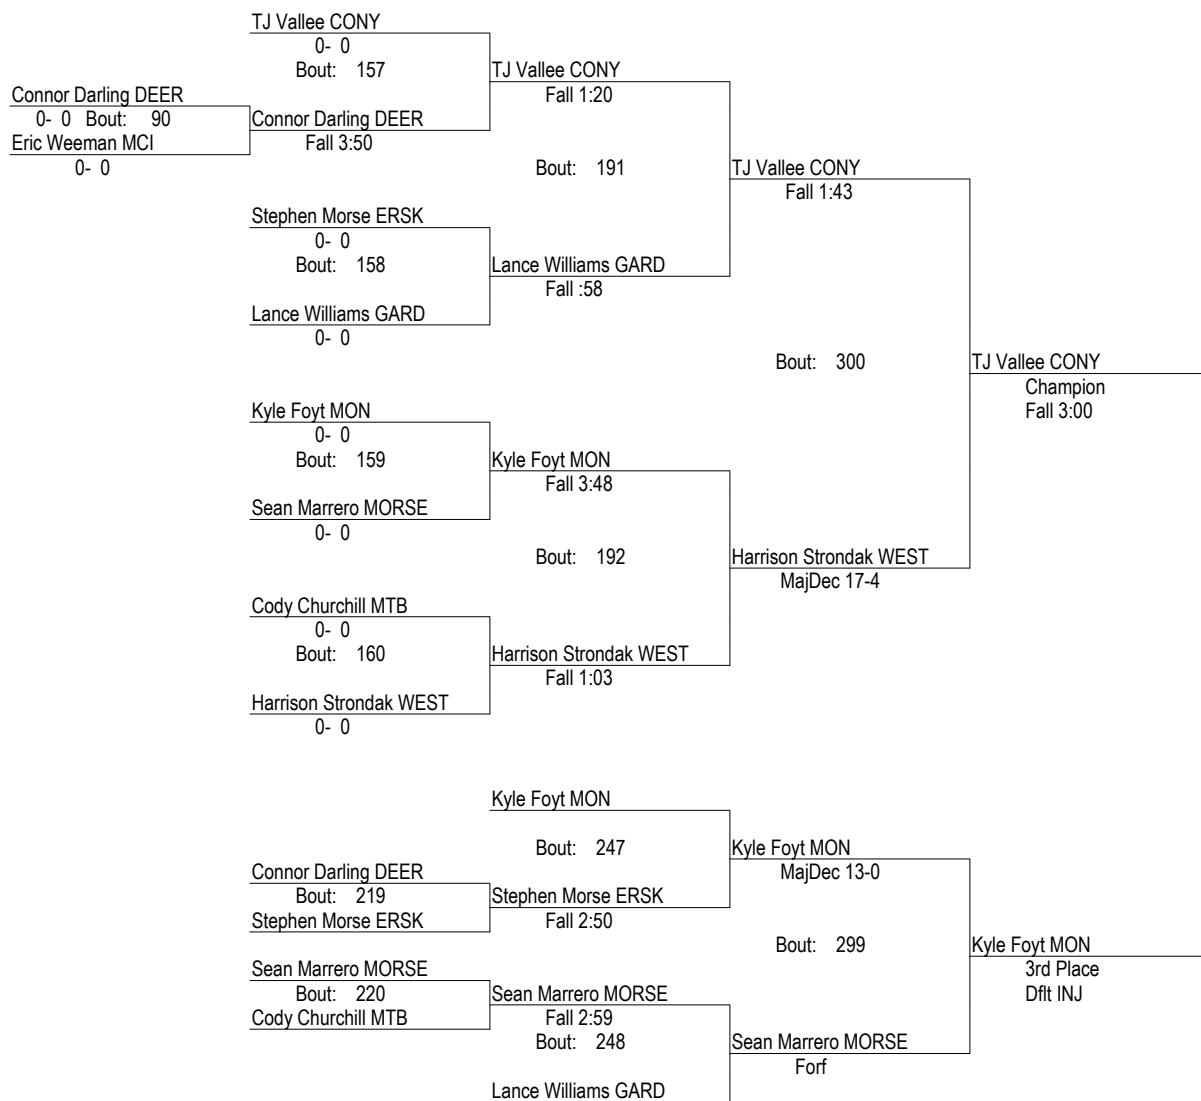 TJ Vallee CONY
0- 0
Bout: 157
TJ Vallee CONY
Fall 1:20
Connor Darling DEER
0- 0 Bout: 90
Connor Darling DEER
Fall 3:50
Eric Weeman MCI
0- 0
Bout: 191
TJ Vallee CONY
Fall 1:43
Stephen Morse ERSK
0- 0
Bout: 158
Lance Williams GARD
Fall :58
Lance Williams GARD
0- 0
Bout: 300
TJ Vallee CONY
Champion
Fall 3:00
Kyle Foyt MON
0- 0
Bout: 159
Kyle Foyt MON
Fall 3:48
Sean Marrero MORSE
0- 0
Bout: 192
Harrison Strondak WEST
MajDec 17-4
Cody Churchill MTB
0- 0
Bout: 160
Harrison Strondak WEST
Fall 1:03
Harrison Strondak WEST
0- 0
Kyle Foyt MON
Bout: 247
Kyle Foyt MON
MajDec 13-0
Connor Darling DEER
Bout: 219
Stephen Morse ERSK
Fall 2:50
Stephen Morse ERSK
Bout: 299
Kyle Foyt MON
3rd Place
Dflt INJ
Sean Marrero MORSE
Bout: 220
Sean Marrero MORSE
Fall 2:59
Cody Churchill MTB
Bout: 248
Sean Marrero MORSE
Forf
Lance Williams GARD